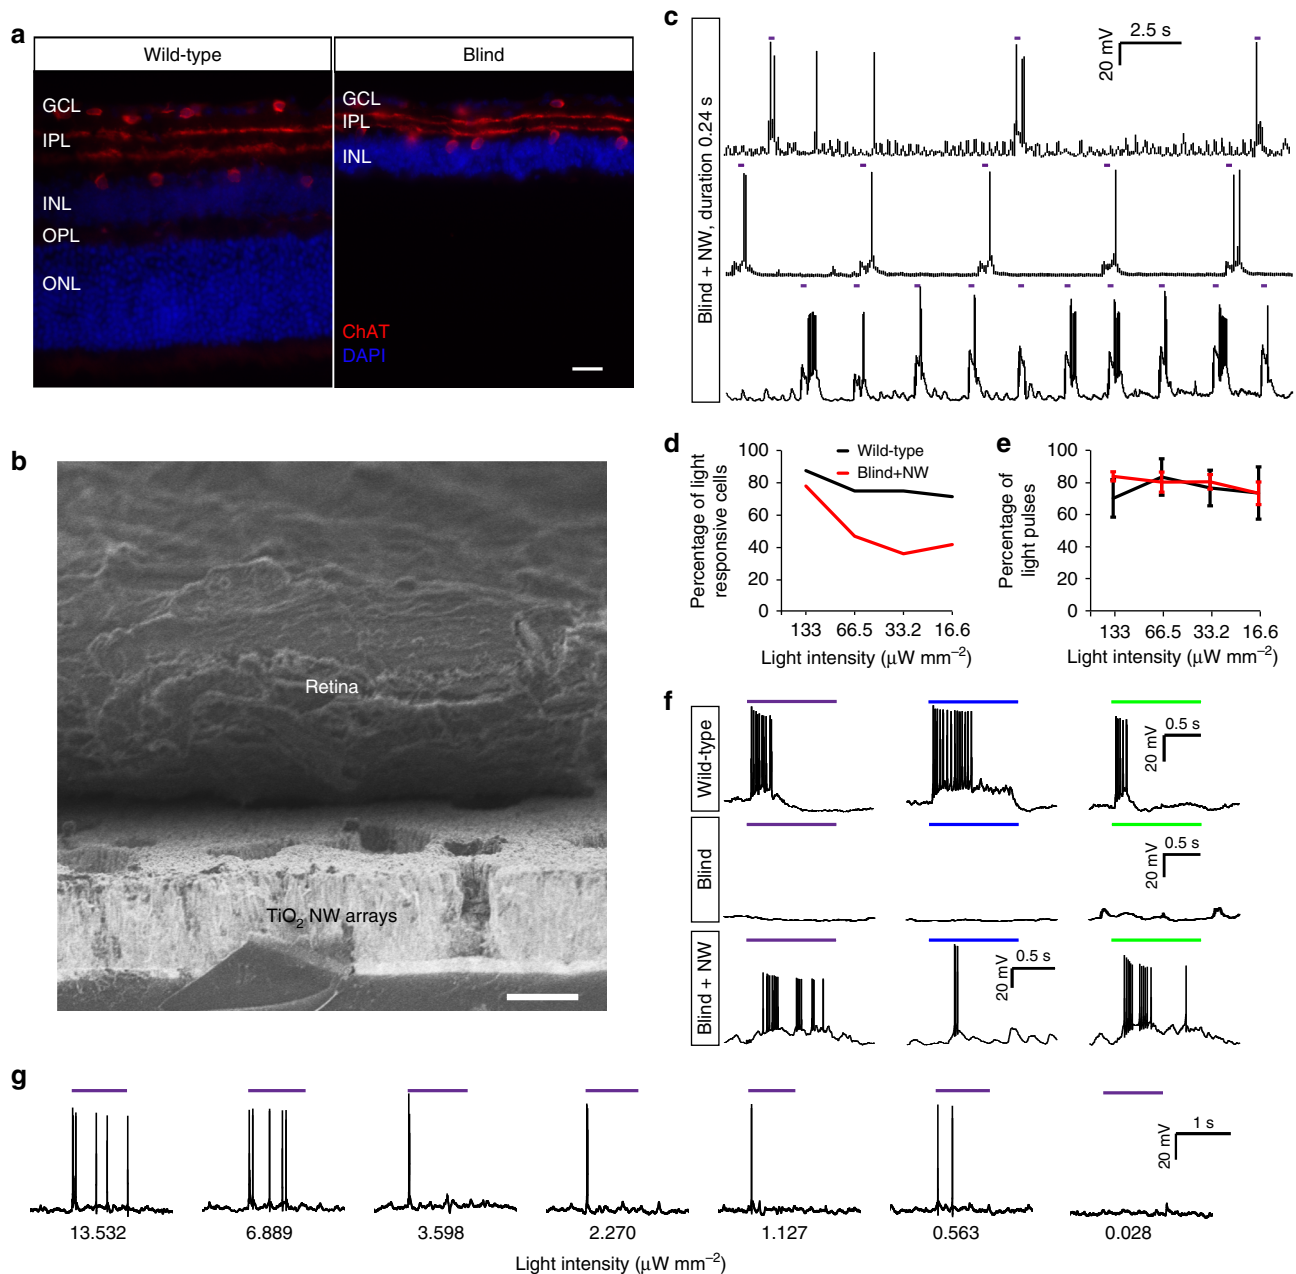 a
Wild-type
Blind
GCL
IPL
INL
OPL
ONL
GCL
IPL
INL
ChAT
DAPI
b
Retina
TiO2 NW arrays
c
Blind + NW, duration 0.24 s
20 mV
2.5 s
d
Percentage of light
responsive cells
100
80
60
40
20
0
Wild-type
Blind+NW
133
66.5
33.2
16.6
Light intensity (μW mm−2)
e
Percentage of
light pulses
100
80
60
40
20
0
133
66.5
33.2
16.6
Light intensity (μW mm−2)
f
Wild-type
20 mV
0.5 s
Blind
20 mV
0.5 s
Blind + NW
20 mV
0.5 s
g
20 mV
1 s
13.532
6.889
3.598
2.270
1.127
0.563
0.028
Light intensity (μW mm−2)